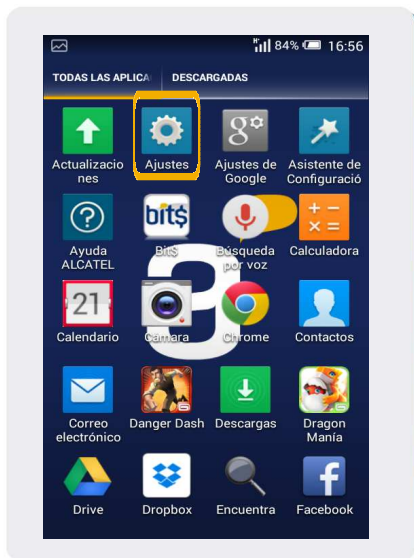 84% 16:56
TODAS LAS APLICA DESCARGADAS
Actualizacio
nes
Ajustes
Ajustes de
Google
Asistente de
Configuració
Ayuda
ALCATEL
bit$
Bit$
Búsqueda
por voz
Calculadora
21
Calendario
Cámara
Chrome
Contactos
Correo
electrónico
Danger Dash
Descargas
Dragon
Manía
Drive
Dropbox
Encuentra
Facebook